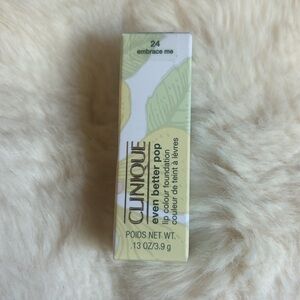 24
embrace me
CLINIQUE
even better pop
lip colour foundation
couleur de teint à lèvres
POIDS NET WT.
.13 OZ/3.9 g